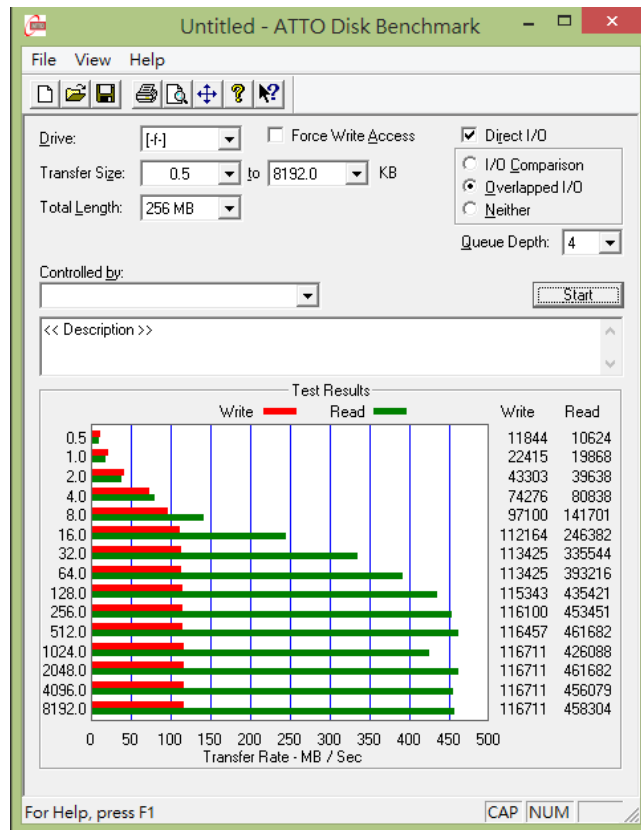 Untitled - ATTO Disk Benchmark
File View Help
Drive: [-f-] Force Write Access Direct I/O
Transfer Size: 0.5 to 8192.0 KB I/O Comparison
Overlapped I/O
Total Length: 256 MB Neither
Queue Depth: 4
Controlled by:
Start
<< Description >>
Test Results
Write Read Write Read
0.5 11844 10624
1.0 22415 19868
2.0 43303 39638
4.0 74276 80838
8.0 97100 141701
16.0 112164 246382
32.0 113425 335544
64.0 113425 393216
128.0 115343 435421
256.0 116100 453451
512.0 116457 461682
1024.0 116711 426088
2048.0 116711 461682
4096.0 116711 456079
8192.0 116711 458304
0 50 100 150 200 250 300 350 400 450 500
Transfer Rate - MB / Sec
For Help, press F1 CAP NUM